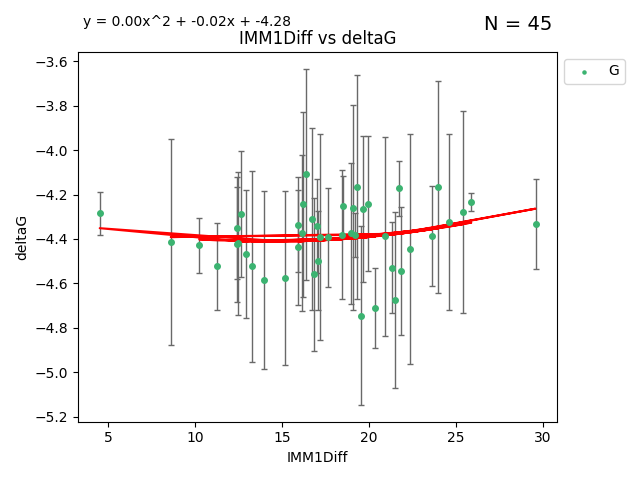 y = 0.00x^2 + -0.02x + -4.28
N = 45
IMM1Diff vs deltaG
G
−3.6
−3.8
−4.0
−4.2
−4.4
−4.6
−4.8
−5.0
−5.2
deltaG
5 10 15 20 25 30
IMM1Diff